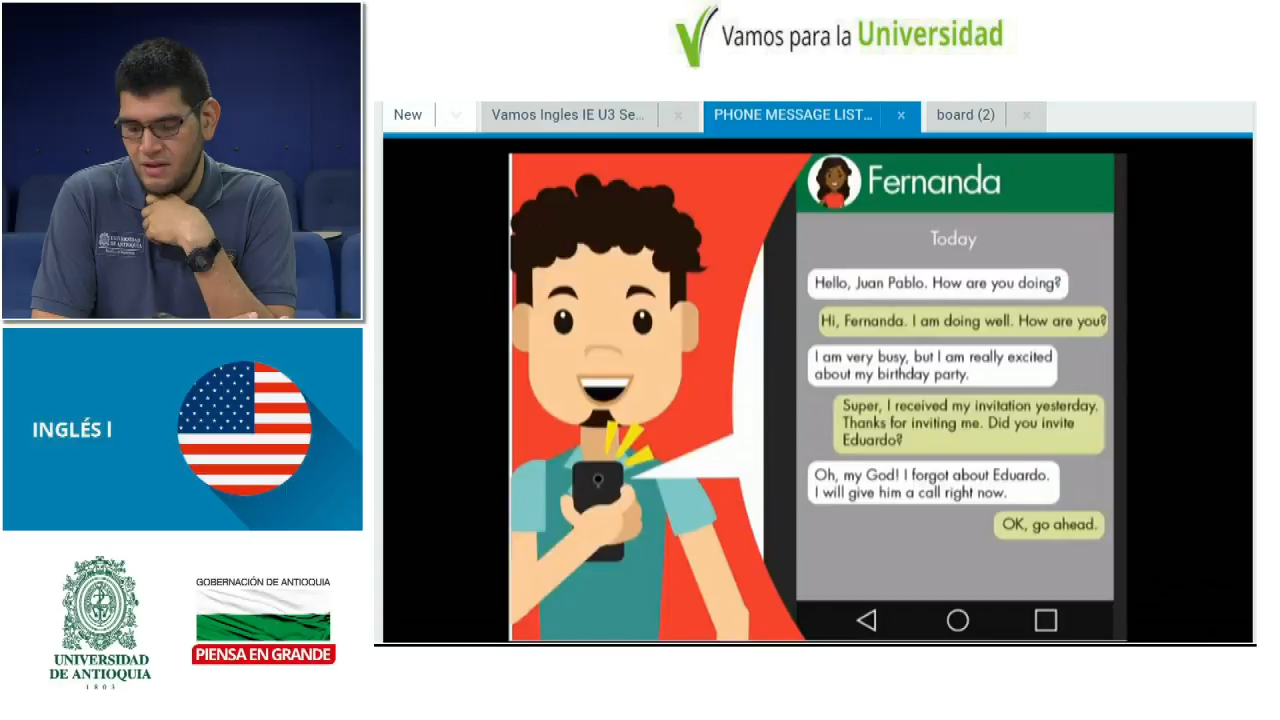 Vamos para la Universidad
New
Vamos Ingles IE U3 Se...
PHONE MESSAGE LIST...
board (2)
Fernanda
Today
Hello, Juan Pablo. How are you doing?
Hi, Fernanda. I am doing well. How are you?
I am very busy, but I am really excited
about my birthday party.
Super, I received my invitation yesterday.
Thanks for inviting me. Did you invite
Eduardo?
Oh, my God! I forgot about Eduardo.
I will give him a call right now.
OK, go ahead.
UNIVERSIDAD
DE ANTIOQUIA
INGLÉS I
UNIVERSIDAD
DE ANTIOQUIA
1803
GOBERNACIÓN DE ANTIOQUIA
PIENSA EN GRANDE